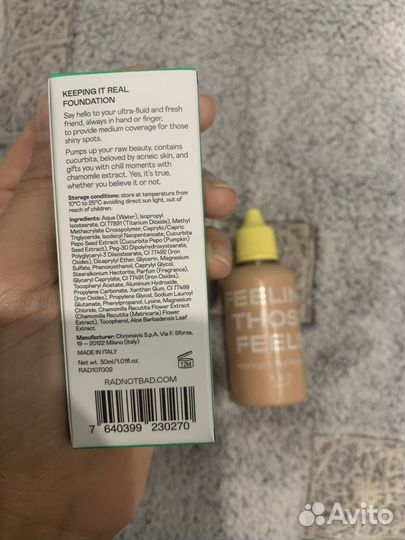 KEEPING IT REAL
FOUNDATION
Say hello to your ultra-fluid and fresh
friend, always in hand or finger,
to provide medium coverage for those
shiny spots.
Pumps up your raw beauty, contains
cucurbita, beloved by acneic skin, and
gifts you with chill moments with
chamomile extract. Yes, it's true,
whether you believe it or not.
Storage conditions: store at temperature from
10°C to 25°C avoiding direct sun light, out of
reach of children.
Ingredients: Aqua (Water), Isopropyl
Isostearate, CI 77891 (Titanium Dioxide), Methyl
Methacrylate Crosspolymer, Caprylic/Capric
Triglyceride, Isodecyl Neopentanoate, Cucurbita
Pepo Seed Extract (Cucurbita Pepo (Pumpkin)
Seed Extract), Peg-30 Dipolyhydroxystearate,
Polyglyceryl-3 Diisostearate, CI 77492 (Iron
Oxides), Dicaprylyl Ether, Glycerin, Magnesium
Sulfate, Phenoxyethanol, Caprylyl Glycol,
Stearalkonium Hectorite, Parfum (Fragrance),
Glyceryl Caprylate, CI 77491 (Iron Oxides),
Tocopheryl Acetate, Aluminum Hydroxide,
Propylene Carbonate, Xanthan Gum, CI 77499
(Iron Oxides), Propylene Glycol, Sodium Lauroyl
Glutamate, Phenylpropanol, Lysine, Magnesium
Chloride, Chamomilla Recutita Flower Extract
(Chamomilla Recutita (Matricaria) Flower
Extract), Tocopherol, Aloe Barbadensis Leaf
Extract.
Manufacturer: Chromavis S.p.A. Via F. Sforza,
19 – 20122 Milano (Italy)
MADE IN ITALY
Net wt. 30ml/1.01fl.oz.
RAD107002
12M
RADNOTBAD.COM
7 640399 230270
FEELIN
THOS
FEEL
Avito